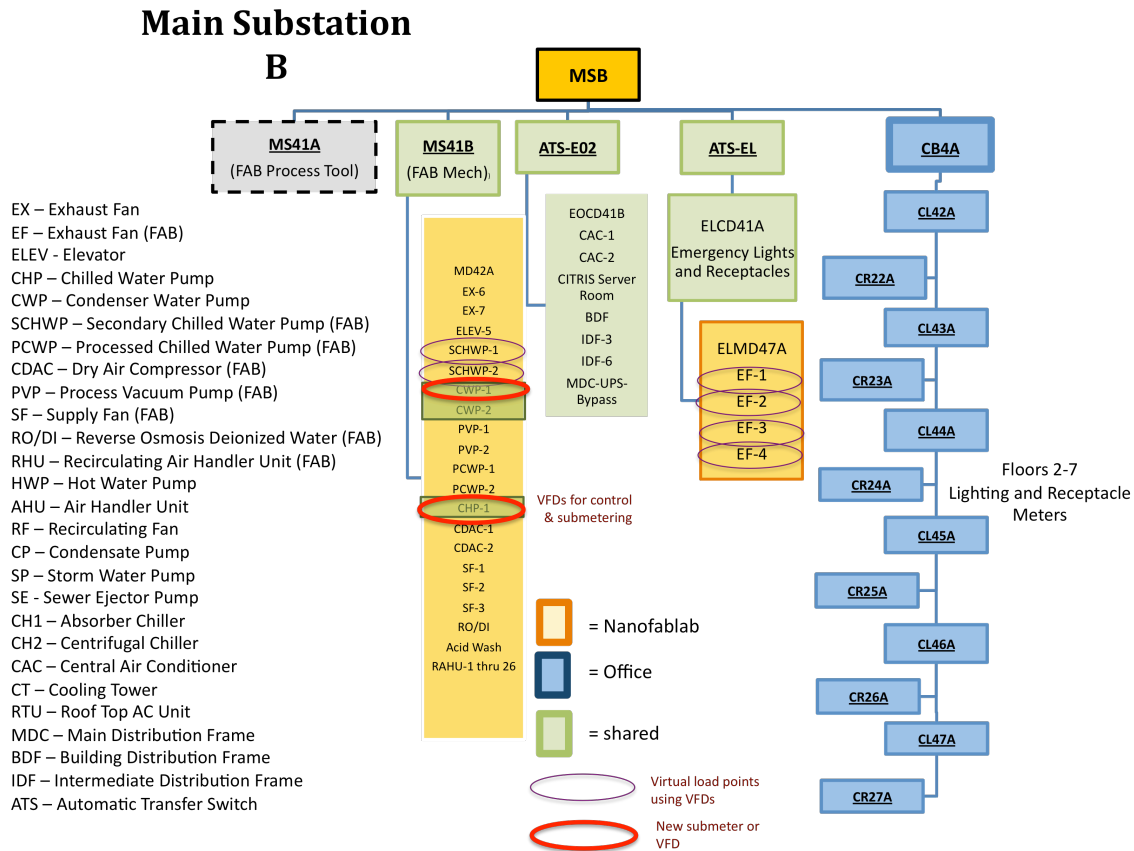 Main Substation
B
MSB
MS41A
(FAB Process Tool)
MS41B
(FAB Mech)
ATS-E02
ATS-EL
CB4A
EX – Exhaust Fan
EF – Exhaust Fan (FAB)
ELEV - Elevator
CHP – Chilled Water Pump
CWP – Condenser Water Pump
SCHWP – Secondary Chilled Water Pump (FAB)
PCWP – Processed Chilled Water Pump (FAB)
CDAC – Dry Air Compressor (FAB)
PVP – Process Vacuum Pump (FAB)
SF – Supply Fan (FAB)
RO/DI – Reverse Osmosis Deionized Water (FAB)
RHU – Recirculating Air Handler Unit (FAB)
HWP – Hot Water Pump
AHU – Air Handler Unit
RF – Recirculating Fan
CP – Condensate Pump
SP – Storm Water Pump
SE - Sewer Ejector Pump
CH1 – Absorber Chiller
CH2 – Centrifugal Chiller
CAC – Central Air Conditioner
CT – Cooling Tower
RTU – Roof Top AC Unit
MDC – Main Distribution Frame
BDF – Building Distribution Frame
IDF – Intermediate Distribution Frame
ATS – Automatic Transfer Switch
MD42A
EX-6
EX-7
ELEV-5
SCHWP-1
SCHWP-2
CWP-1
CWP-2
PVP-1
PVP-2
PCWP-1
PCWP-2
CHP-1
CDAC-1
CDAC-2
SF-1
SF-2
SF-3
RO/DI
Acid Wash
RAHU-1 thru 26
EOCD41B
CAC-1
CAC-2
CITRIS Server
Room
BDF
IDF-3
IDF-6
MDC-UPS-
Bypass
VFDs for control
& submetering
ELCD41A
Emergency Lights
and Receptacles
ELMD47A
EF-1
EF-2
EF-3
EF-4
CL42A
CR22A
CL43A
CR23A
CL44A
CR24A
CL45A
CR25A
CL46A
CR26A
CL47A
CR27A
Floors 2-7
Lighting and Receptacle
Meters
= Nanofablab
= Office
= shared
Virtual load points
using VFDs
New submeter or
VFD